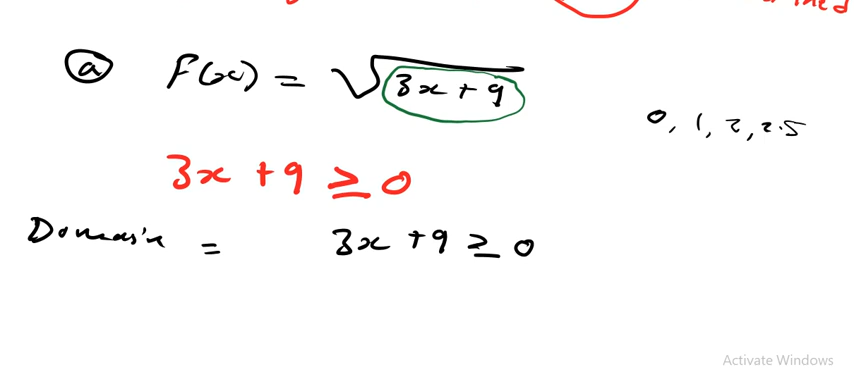 ⓐ F(x) = √3x + 9
0, 1, 2, 2.5
3x + 9 ≥ 0
Domain = 3x + 9 ≥ 0
Activate Windows